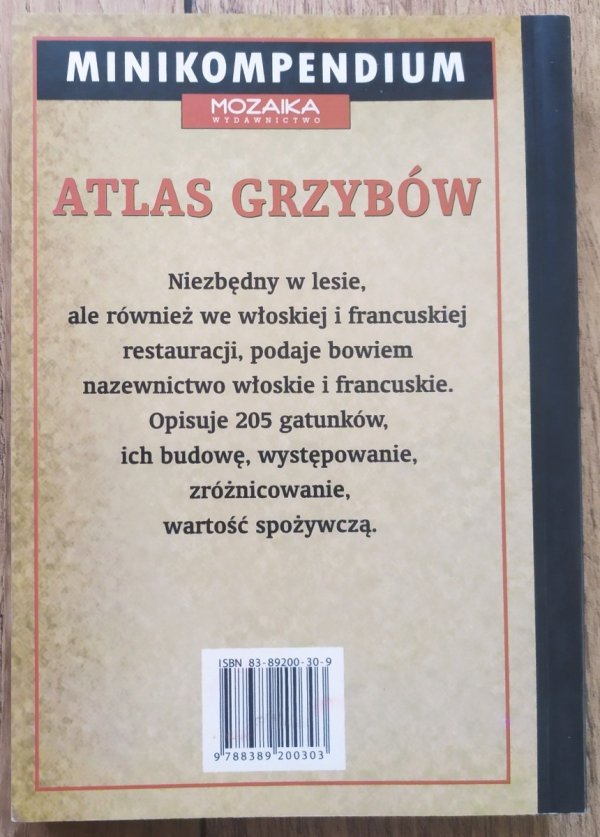 MINIKOMPENDIUM
MOZAIKA
WYDAWNICTWO
ATLAS GRZYBÓW
Niezbędny w lesie,
ale również we włoskiej i francuskiej
restauracji, podaje bowiem
nazewnictwo włoskie i francuskie.
Opisuje 205 gatunków,
ich budowę, występowanie,
zróżnicowanie,
wartość spożywczą.
ISBN 83-89200-30-9
9 788389 200303